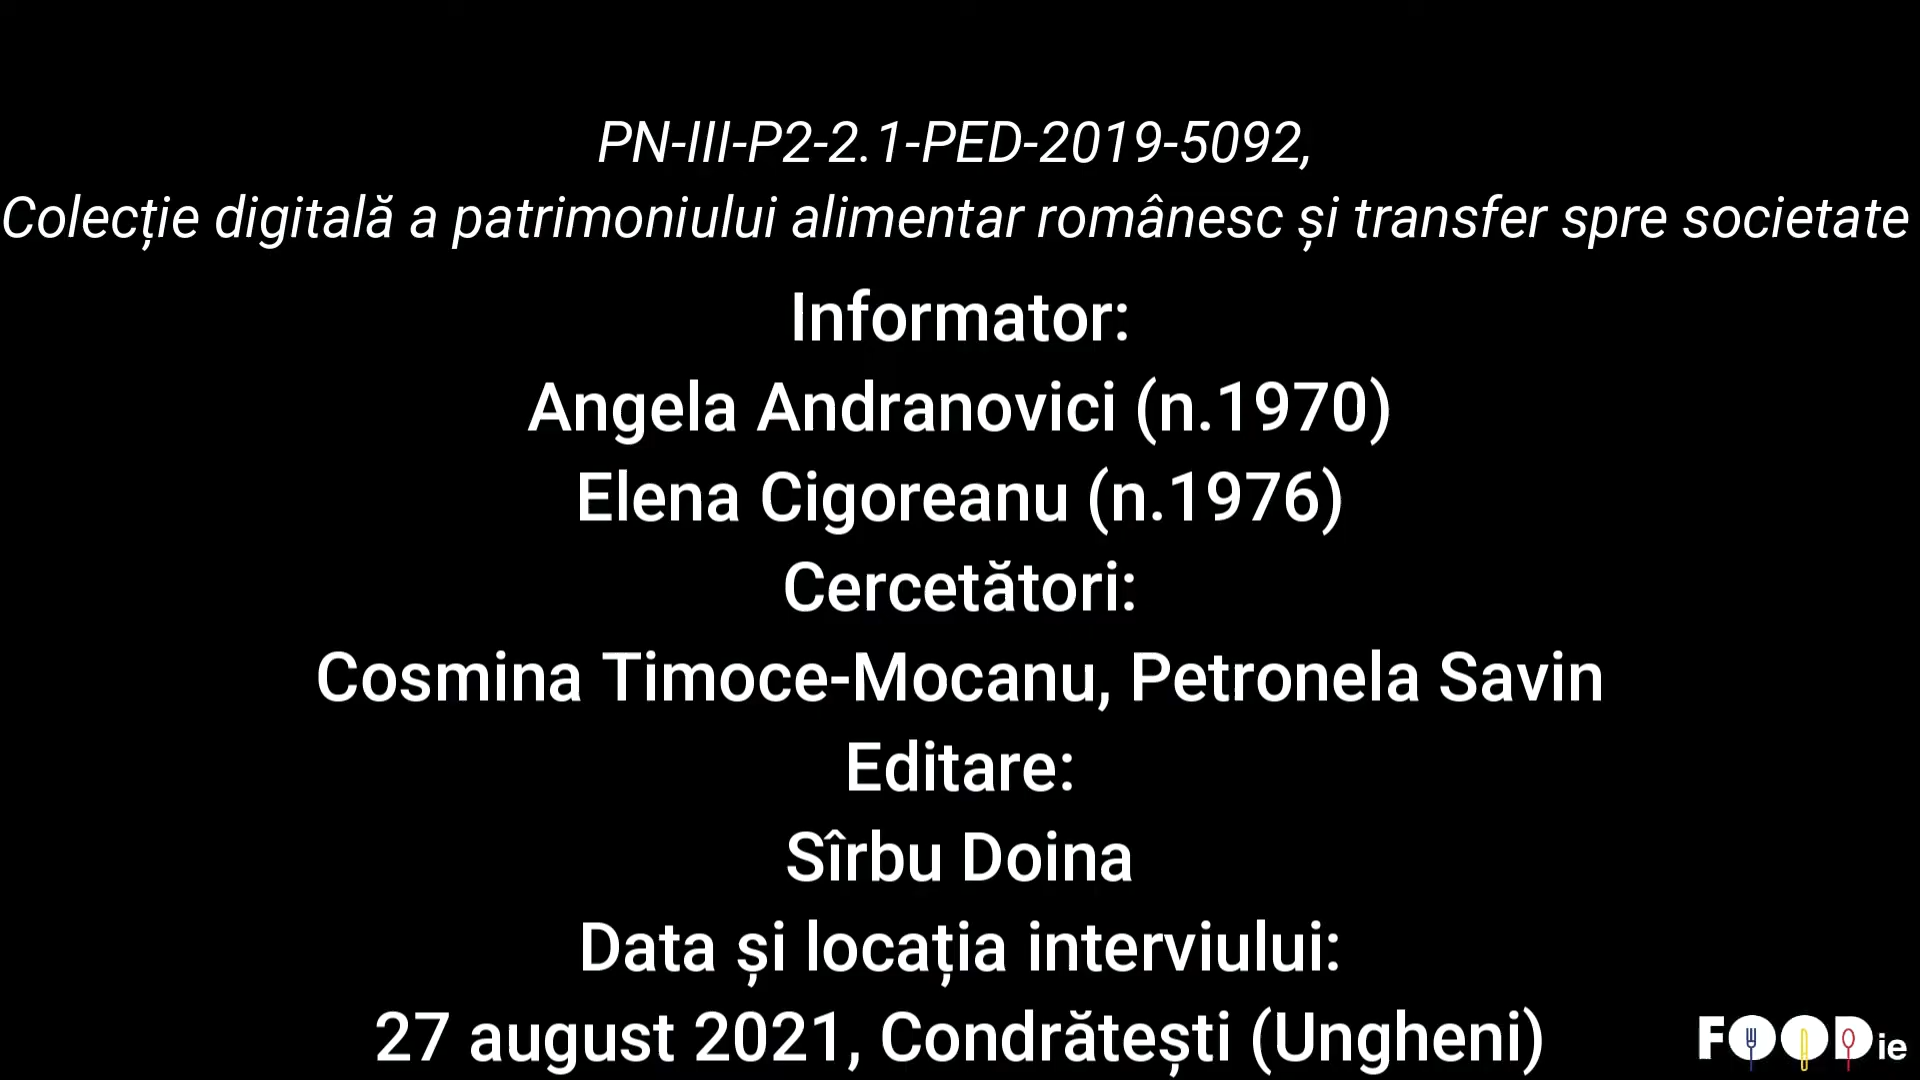 PN-III-P2-2.1-PED-2019-5092,
Colecție digitală a patrimoniului alimentar românesc și transfer spre societate
Informator:
Angela Andranovici (n.1970)
Elena Cigoreanu (n.1976)
Cercetători:
Cosmina Timoce-Mocanu, Petronela Savin
Editare:
Sîrbu Doina
Data și locația interviului:
27 august 2021, Condrătești (Ungheni)
FOODie